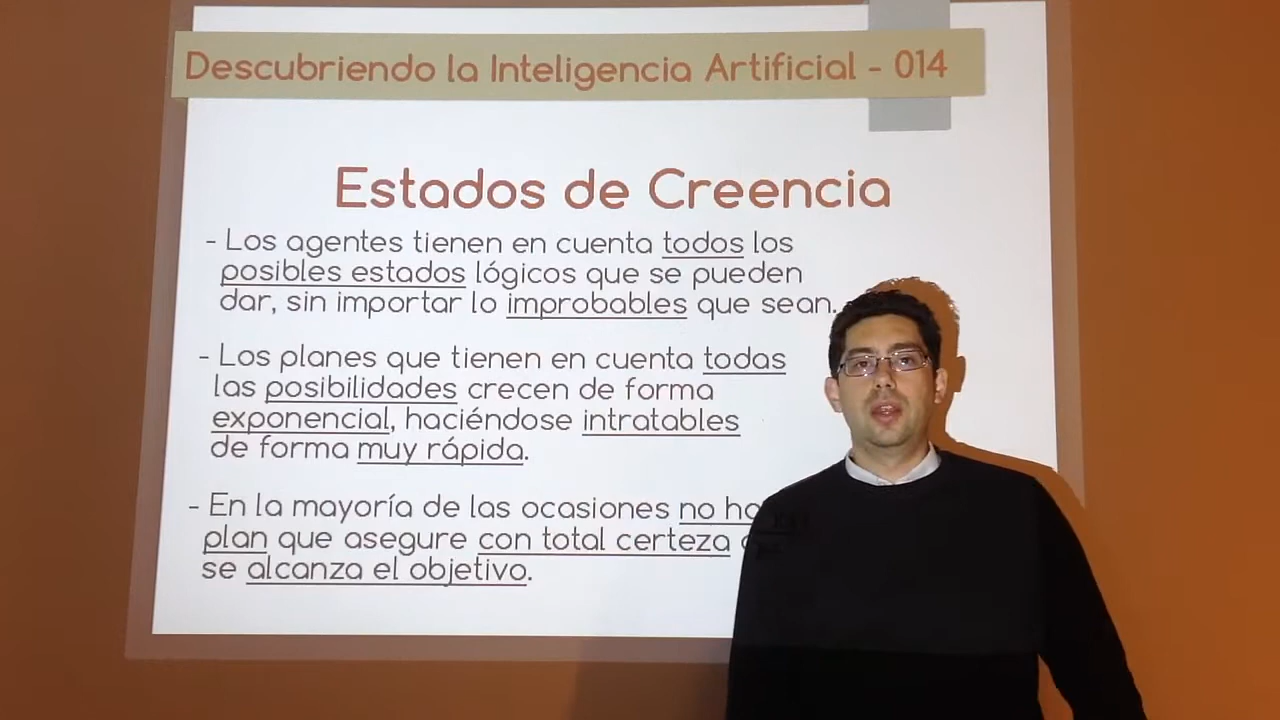 Descubriendo la Inteligencia Artificial - 014
Estados de Creencia
- Los agentes tienen en cuenta todos los
posibles estados lógicos que se pueden
dar, sin importar lo improbables que sean.
- Los planes que tienen en cuenta todas
las posibilidades crecen de forma
exponencial, haciéndose intratables
de forma muy rápida.
- En la mayoría de las ocasiones no
plan que asegure con total certeza
se alcanza el objetivo.